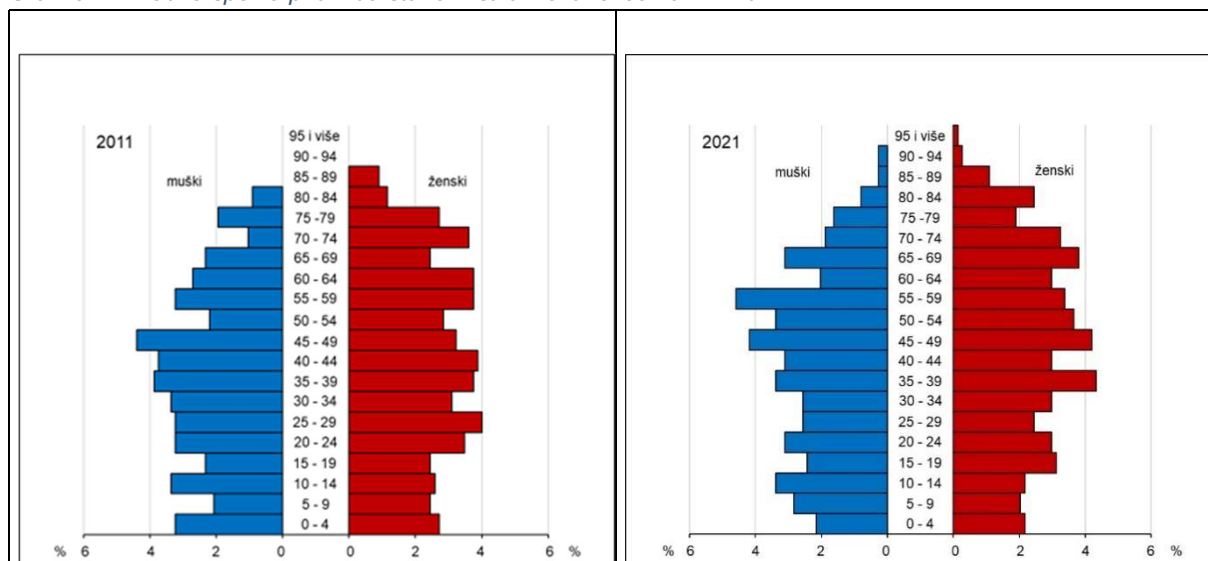 2011
muški
ženski
95 i više
90 - 94
85 - 89
80 - 84
75 -79
70 - 74
65 - 69
60 - 64
55 - 59
50 - 54
45 - 49
40 - 44
35 - 39
30 - 34
25 - 29
20 - 24
15 - 19
10 - 14
5 - 9
0 - 4
% 6 4 2 0 0 2 4 6 %
2021
muški
ženski
95 i više
90 - 94
85 - 89
80 - 84
75 -79
70 - 74
65 - 69
60 - 64
55 - 59
50 - 54
45 - 49
40 - 44
35 - 39
30 - 34
25 - 29
20 - 24
15 - 19
10 - 14
5 - 9
0 - 4
% 6 4 2 0 0 2 4 6 %